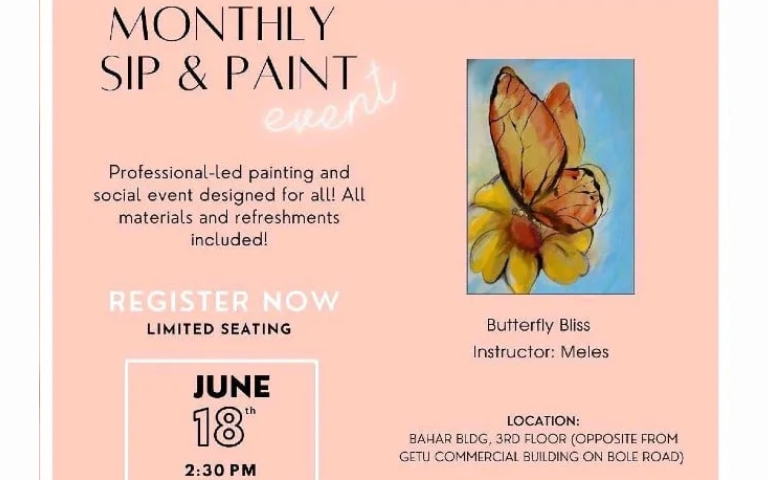 MONTHLY
SIP & PAINT
event
Professional-led painting and
social event designed for all! All
materials and refreshments
included!
REGISTER NOW
LIMITED SEATING
JUNE
18th
2:30 PM
Butterfly Bliss
Instructor: Meles
LOCATION:
BAHAR BLDG, 3RD FLOOR (OPPOSITE FROM
GETU COMMERCIAL BUILDING ON BOLE ROAD)